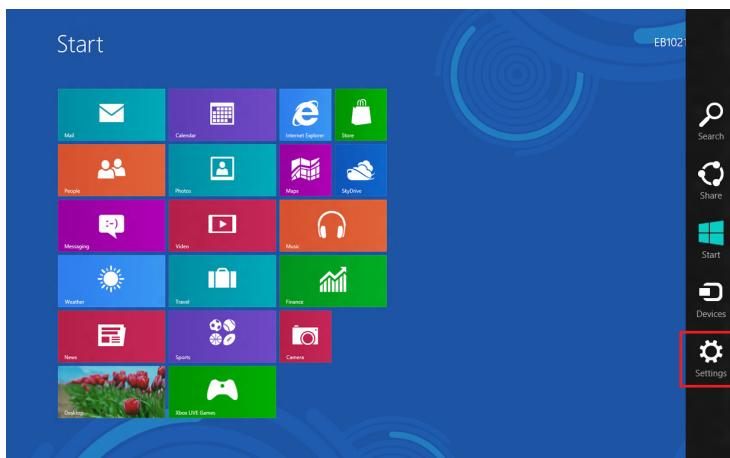 Start
EB1021
Mail
Calendar
Internet Explorer
Store
People
Photos
Maps
SkyDrive
Messaging
Video
Music
Weather
Travel
Finance
News
Sports
Camera
Desktop
Xbox LIVE Games
Search
Share
Start
Devices
Settings